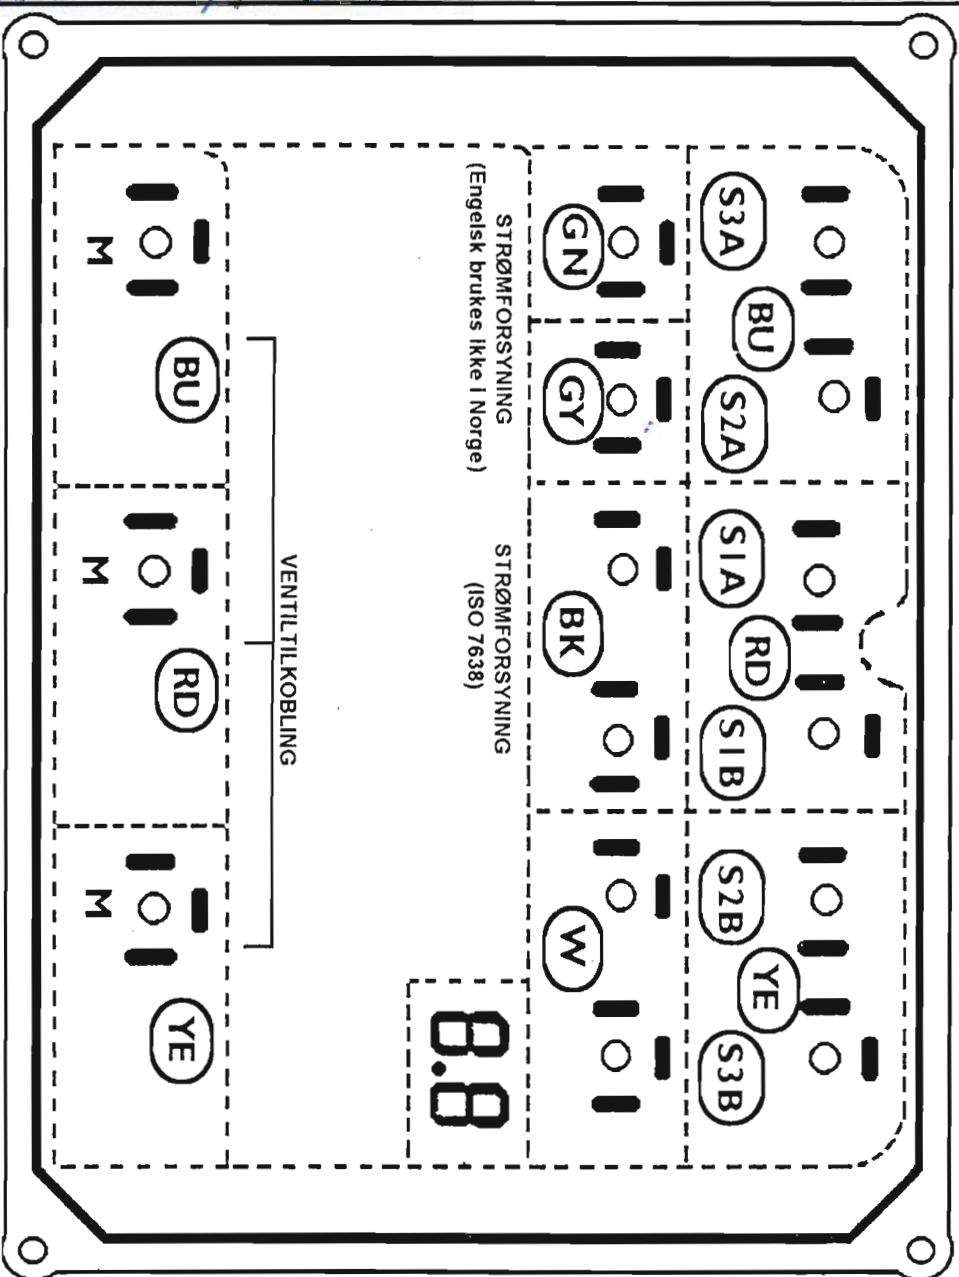 S3A
BU
S2A
S1A
RD
S1B
S2B
YE
S3B
GN
GY
BK
W
STRØMFORSYNING
(Engelsk brukes ikke i Norge)
STRØMFORSYNING
(ISO 7638)
8.8
VENTILTILKOBLING
BU
RD
YE
M
M
M